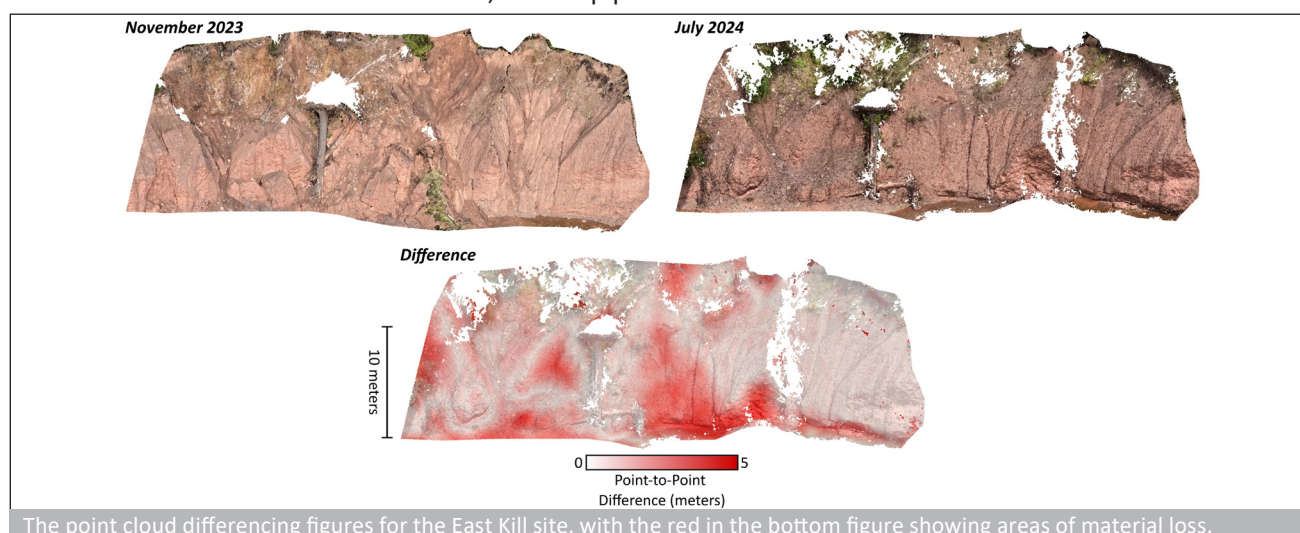 November 2023
July 2024
Difference
10 meters
0 5
Point-to-Point
Difference (meters)
The point cloud differencing figures for the East Kill site, with the red in the bottom figure showing areas of material loss.